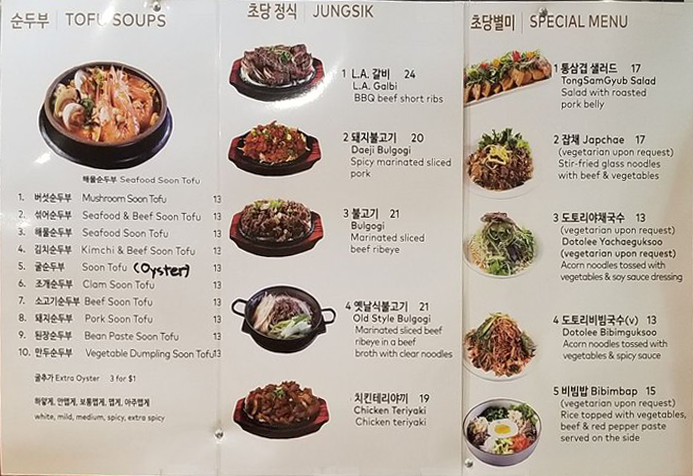 순두부 | TOFU SOUPS
해물순두부 Seafood Soon Tofu
1. 버섯순두부 Mushroom Soon Tofu 13
2. 섞어순두부 Seafood & Beef Soon Tofu 13
3. 해물순두부 Seafood Soon Tofu 13
4. 김치순두부 Kimchi & Beef Soon Tofu 13
5. 굴순두부 Soon Tofu (Oyster) 13
6. 조개순두부 Clam Soon Tofu 13
7. 소고기순두부 Beef Soon Tofu 13
8. 돼지순두부 Pork Soon Tofu 13
9. 된장순두부 Bean Paste Soon Tofu 13
10. 만두순두부 Vegetable Dumpling Soon Tofu 13
굴추가 Extra Oyster 3 for $1
하얗게, 안맵게, 보통맵게, 맵게, 아주맵게
white, mild, medium, spicy, extra spicy
초당 정식 | JUNGSIK
1 L.A. 갈비 24
L.A. Galbi
BBQ beef short ribs
2 돼지불고기 20
Daeji Bulgogi
Spicy marinated sliced
pork
3 불고기 21
Bulgogi
Marinated sliced
beef ribeye
4 옛날식불고기 21
Old Style Bulgogi
Marinated sliced beef
ribeye in a beef
broth with clear noodles
치킨테리야끼 19
Chicken Teriyaki
Chicken teriyaki
초당별미 | SPECIAL MENU
1 통삼겹 샐러드 17
TongSamGyub Salad
Salad with roasted
pork belly
2 잡채 Japchae 17
(vegetarian upon request)
Stir-fried glass noodles
with beef & vegetables
3 도토리야채국수 13
(vegetarian upon request)
Dotolee Yachaeguksoo
(vegetarian upon request)
Acorn noodles tossed with
vegetables & soy sauce dressing
4 도토리비빔국수(v) 13
Dotolee Bibimguksoo
Acorn noodles tossed with
vegetables & spicy sauce
5 비빔밥 Bibimbap 15
(vegetarian upon request)
Rice topped with vegetables,
beef & red pepper paste
served on the side